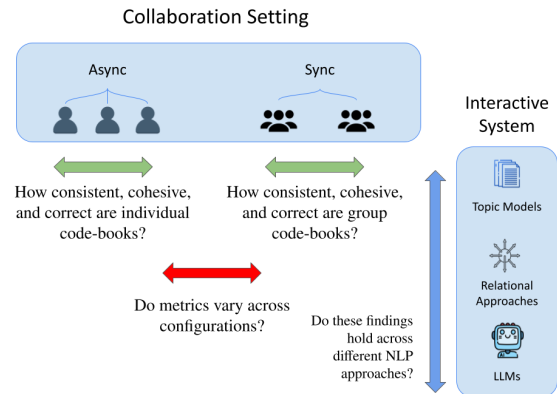 Collaboration Setting
Async
Sync
How consistent, cohesive,
and correct are individual
code-books?
How consistent, cohesive,
and correct are group
code-books?
Do metrics vary across
configurations?
Do these findings
hold across
different NLP
approaches?
Interactive
System
Topic Models
Relational
Approaches
LLMs